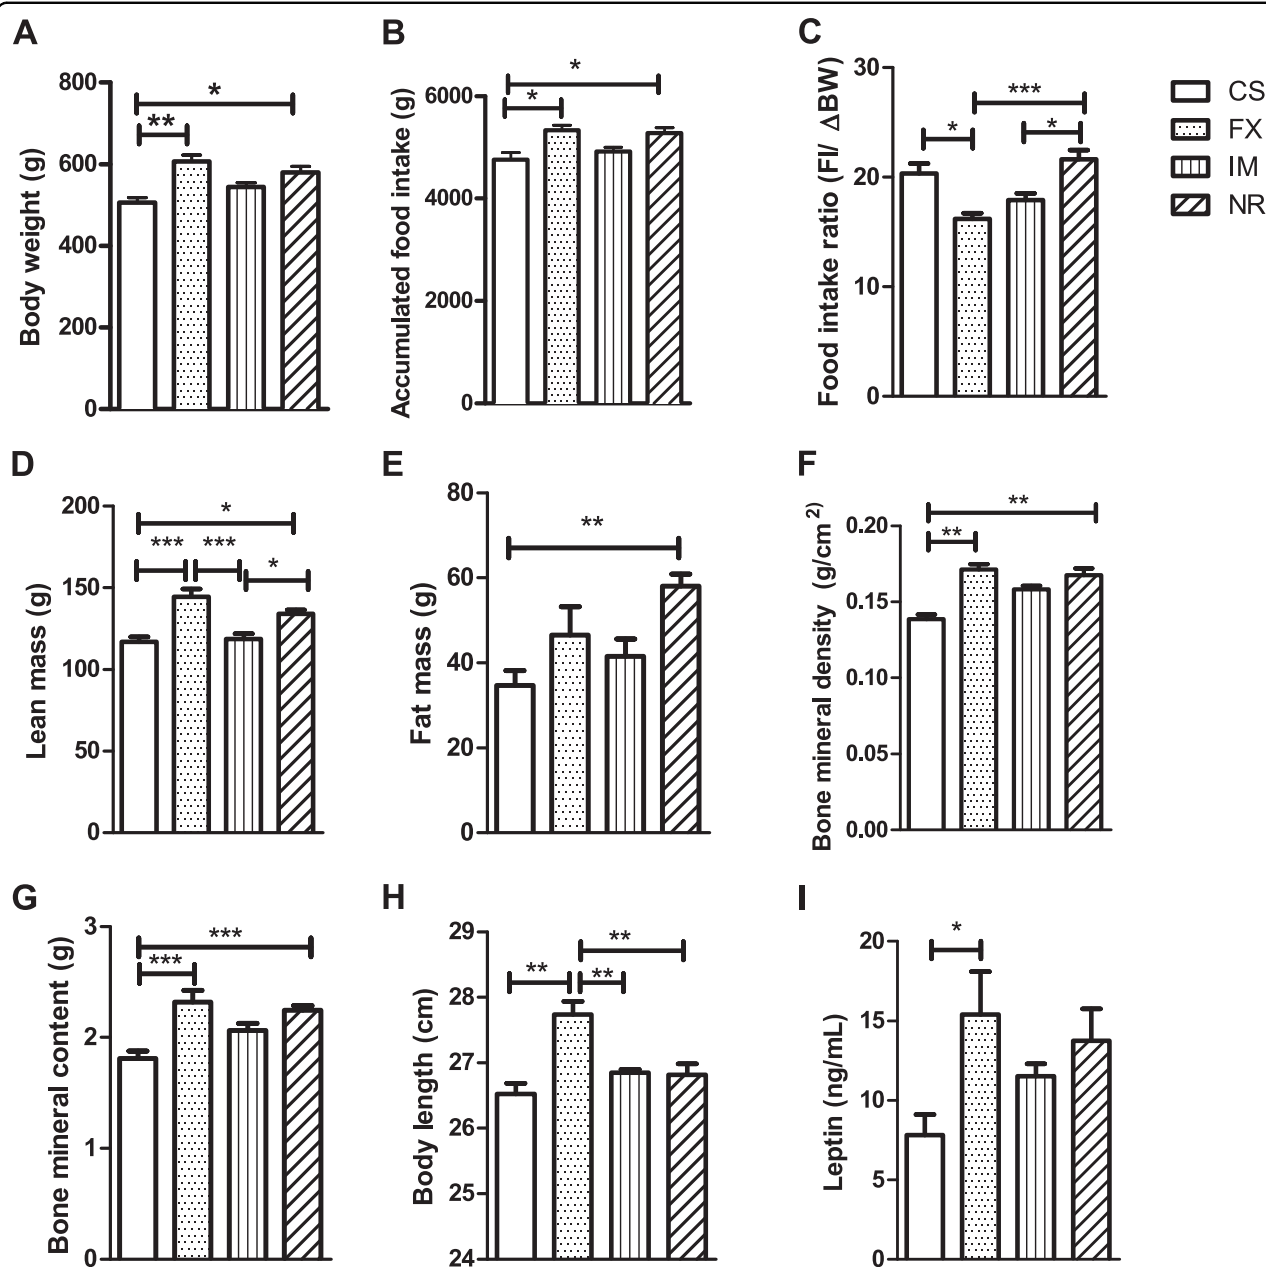 A
Body weight (g)
800
600
400
200
0
*
**
B
Accumulated food intake (g)
6000
4000
2000
0
*
*
C
Food intake ratio (FI/ ΔBW)
30
20
10
0
***
*
*
CS
FX
IM
NR
D
Lean mass (g)
200
150
100
50
0
*
***
***
*
E
Fat mass (g)
80
60
40
20
0
**
F
Bone mineral density (g/cm²)
0.20
0.15
0.10
0.05
0.00
**
**
G
Bone mineral content (g)
3
2
1
0
***
***
H
Body length (cm)
29
28
27
26
25
24
**
**
**
I
Leptin (ng/mL)
20
15
10
5
0
*